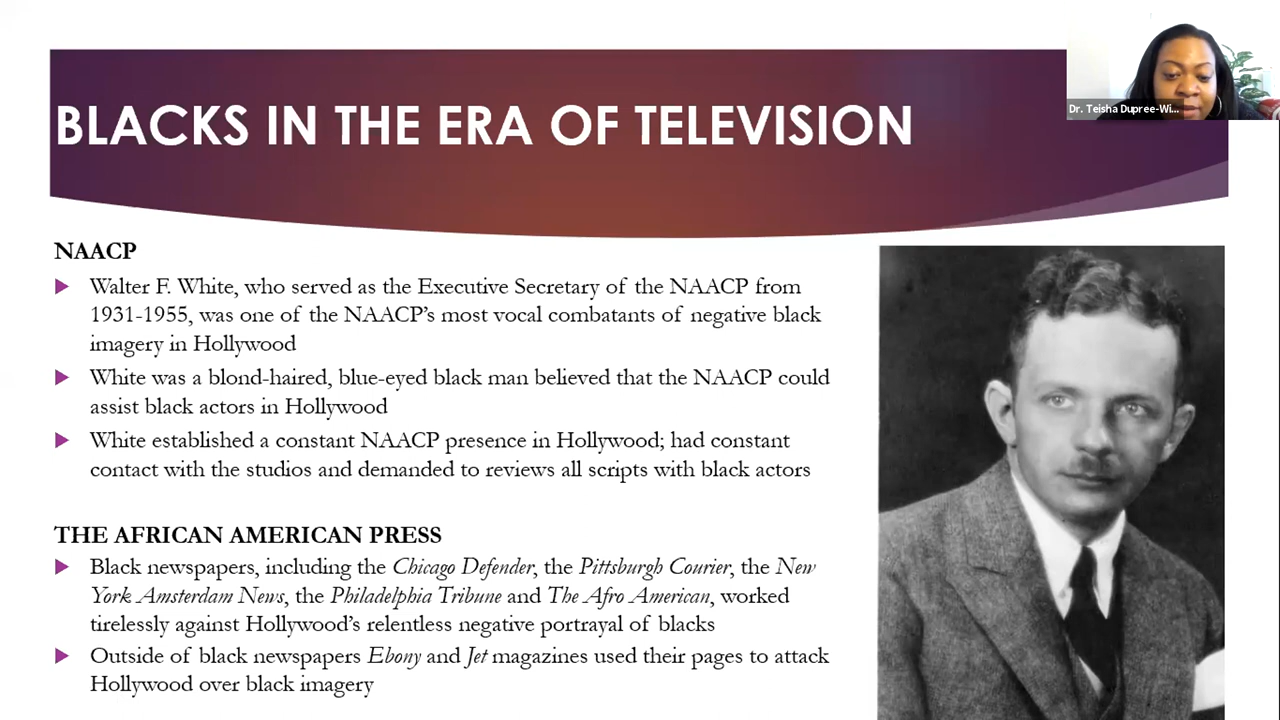 BLACKS IN THE ERA OF TELEVISION
Dr. Teisha Dupree-Wi...
NAACP
Walter F. White, who served as the Executive Secretary of the NAACP from
1931-1955, was one of the NAACP's most vocal combatants of negative black
imagery in Hollywood
White was a blond-haired, blue-eyed black man believed that the NAACP could
assist black actors in Hollywood
White established a constant NAACP presence in Hollywood; had constant
contact with the studios and demanded to reviews all scripts with black actors
THE AFRICAN AMERICAN PRESS
Black newspapers, including the Chicago Defender, the Pittsburgh Courier, the New
York Amsterdam News, the Philadelphia Tribune and The Afro American, worked
tirelessly against Hollywood's relentless negative portrayal of blacks
Outside of black newspapers Ebony and Jet magazines used their pages to attack
Hollywood over black imagery